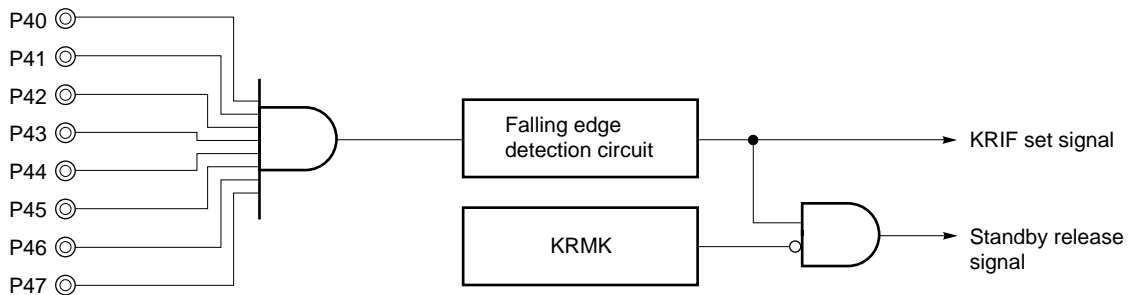 P40
P41
P42
P43
P44
P45
P46
P47
Falling edge
detection circuit
KRMK
KRIF set signal
Standby release
signal